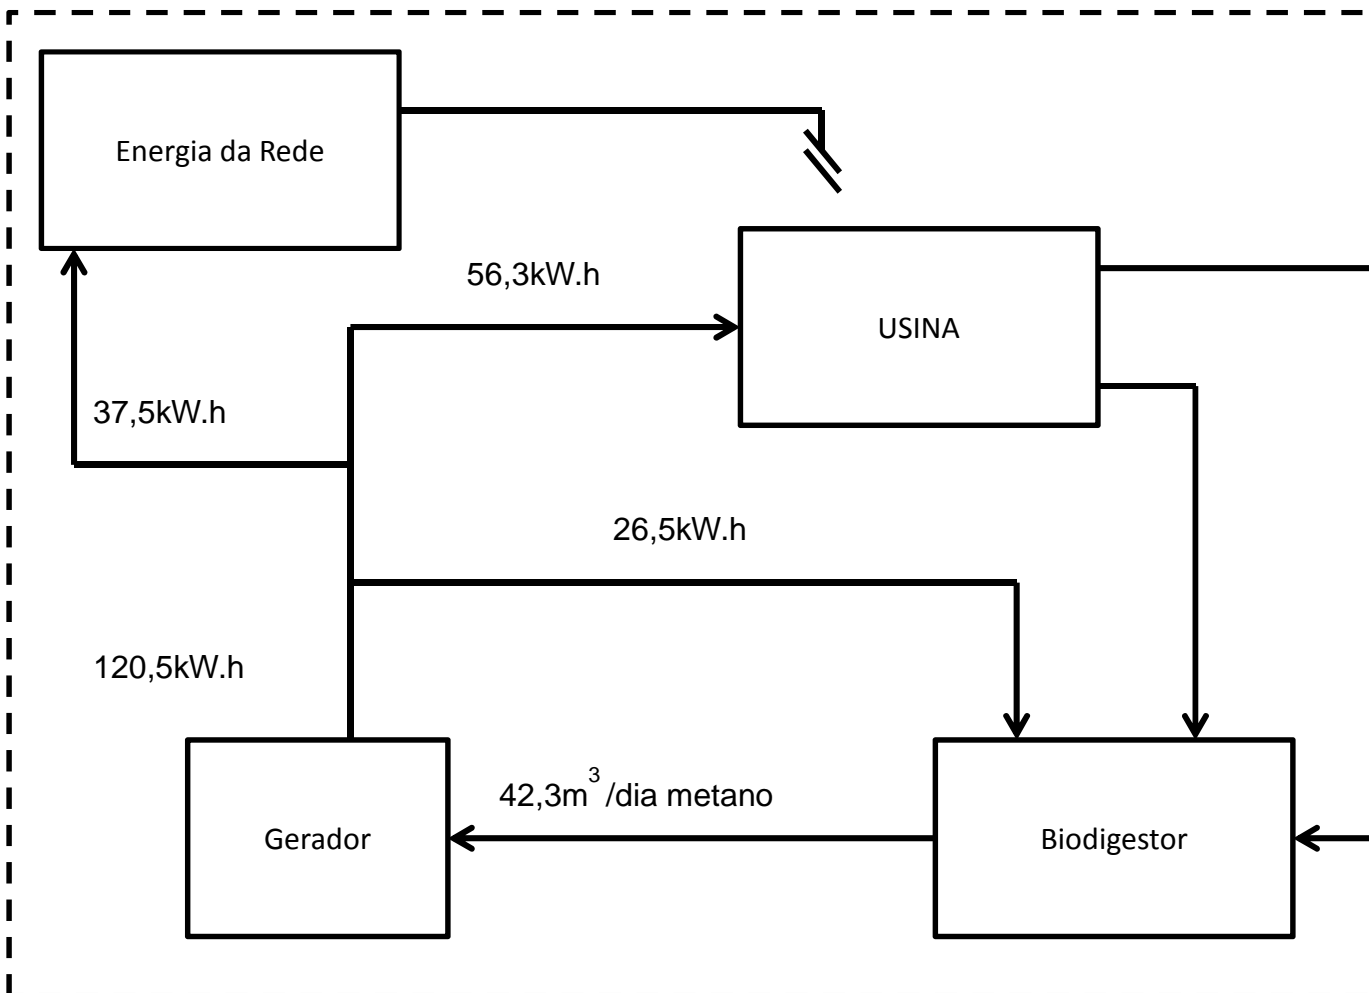 Energia da Rede
56,3kW.h
USINA
37,5kW.h
26,5kW.h
120,5kW.h
42,3m³/dia metano
Gerador
Biodigestor